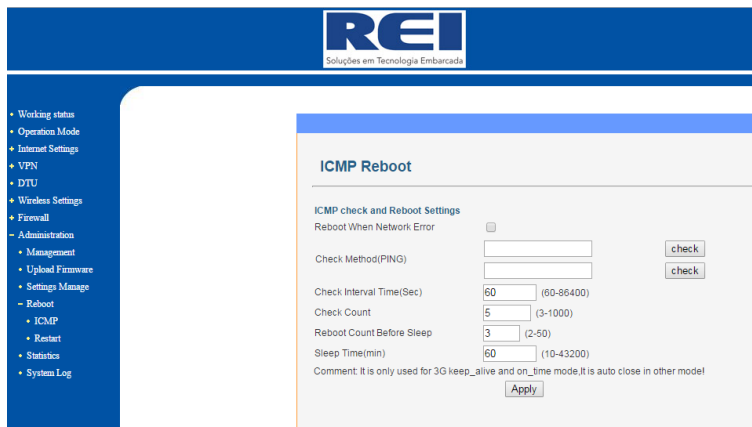 REI
Soluções em Tecnologia Embarcada
Working status
Operation Mode
Internet Settings
VPN
DTU
Wireless Settings
Firewall
Administration
Management
Upload Firmware
Settings Manage
Reboot
ICMP
Restart
Statistics
System Log
ICMP Reboot
ICMP check and Reboot Settings
Reboot When Network Error
Check Method(PING) check
check
Check Interval Time(Sec) 60 (60-86400)
Check Count 5 (3-1000)
Reboot Count Before Sleep 3 (2-50)
Sleep Time(min) 60 (10-43200)
Comment: It is only used for 3G keep_alive and on_time mode,It is auto close in other mode!
Apply